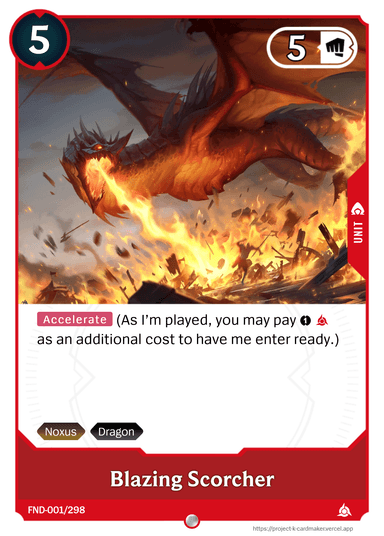 5
5
UNIT
Accelerate (As I'm played, you may pay 1
as an additional cost to have me enter ready.)
Noxus Dragon
Blazing Scorcher
FND-001/298
https://project-k-cardmaker.vercel.app